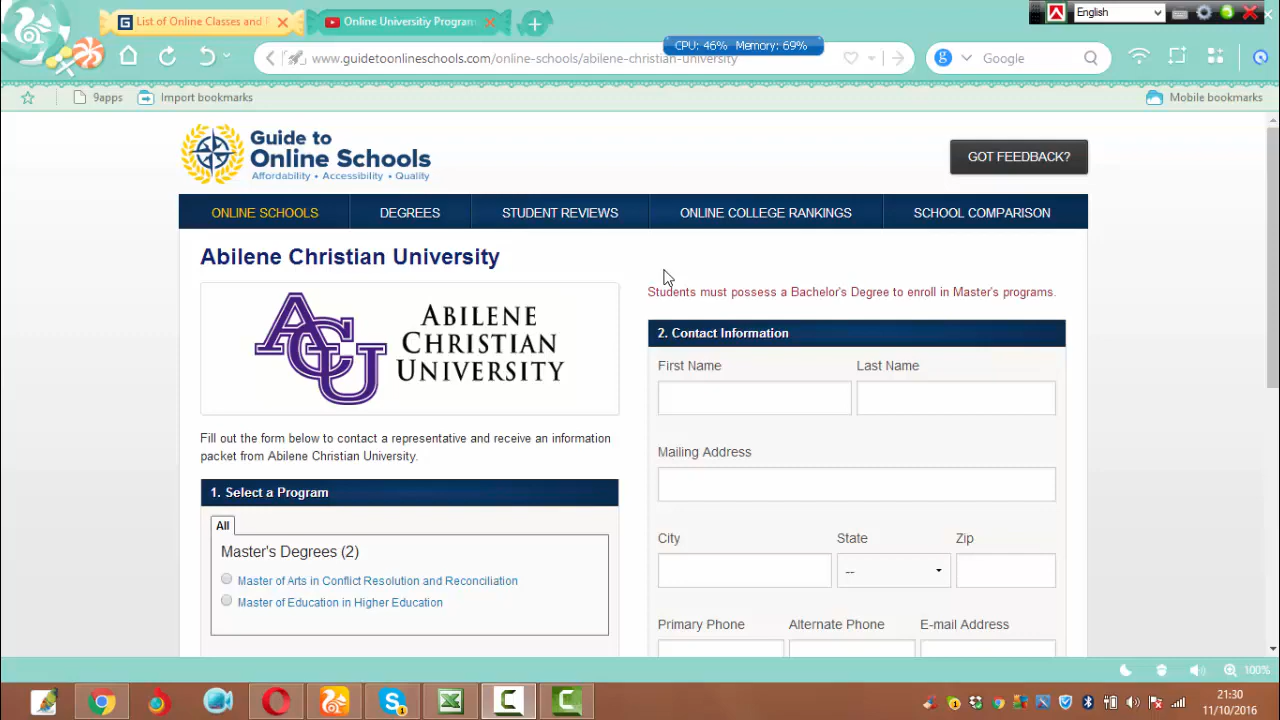 List of Online Classes and
Online Universitiy Program
English
CPU: 46% Memory: 69%
www.guidetoonlineschools.com/online-schools/abilene-christian-university
Google
9apps
Import bookmarks
Mobile bookmarks
Guide to
Online Schools
Affordability • Accessibility • Quality
GOT FEEDBACK?
ONLINE SCHOOLS
DEGREES
STUDENT REVIEWS
ONLINE COLLEGE RANKINGS
SCHOOL COMPARISON
Abilene Christian University
ACU
ABILENE
CHRISTIAN
UNIVERSITY
Fill out the form below to contact a representative and receive an information
packet from Abilene Christian University.
1. Select a Program
All
Master's Degrees (2)
Master of Arts in Conflict Resolution and Reconciliation
Master of Education in Higher Education
Students must possess a Bachelor's Degree to enroll in Master's programs.
2. Contact Information
First Name
Last Name
Mailing Address
City
State
Zip
--
Primary Phone
Alternate Phone
E-mail Address
100%
21:30
11/10/2016